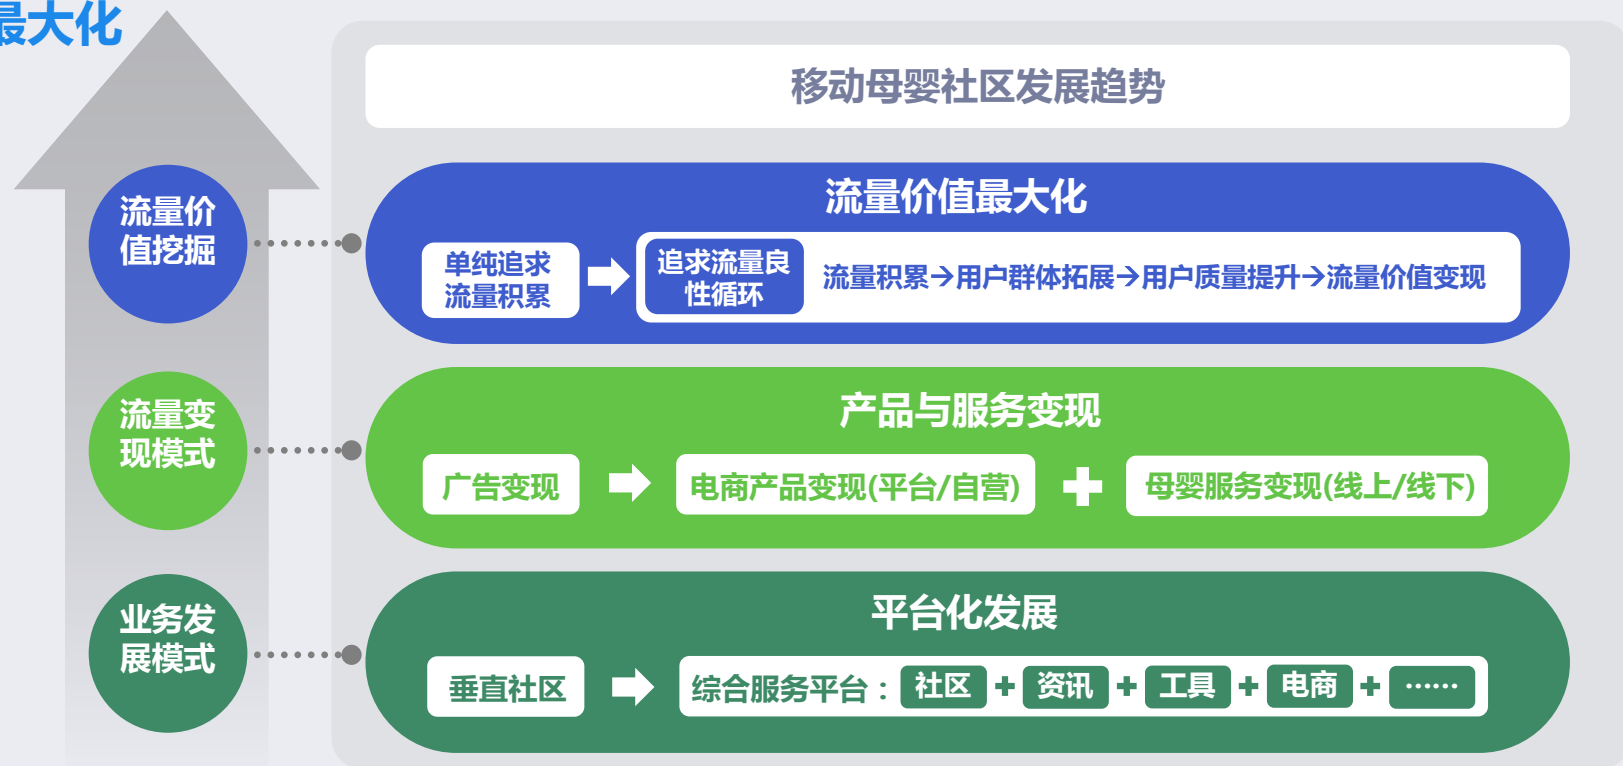 最大化
移动母婴社区发展趋势
流量价
值挖掘
流量价值最大化
单纯追求
流量积累
追求流量良
性循环
流量积累→用户群体拓展→用户质量提升→流量价值变现
流量变
现模式
产品与服务变现
广告变现
电商产品变现(平台/自营)
母婴服务变现(线上/线下)
业务发
展模式
平台化发展
垂直社区
综合服务平台：社区+资讯+工具+电商+……